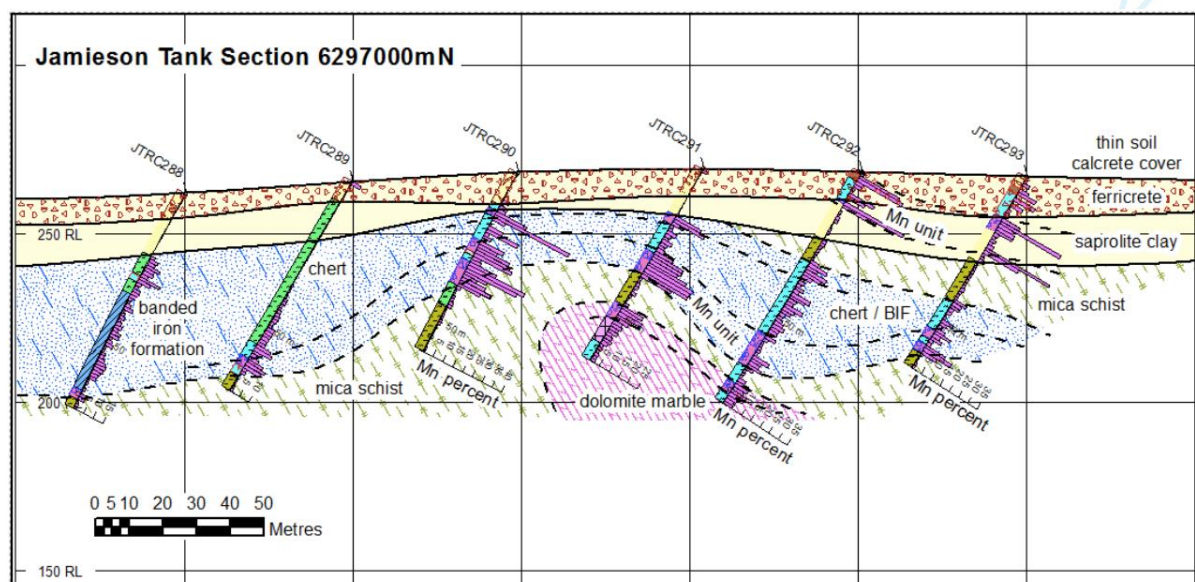 Jamieson Tank Section 6297000mN
JTRC288
JTRC289
JTRC290
JTRC291
JTRC292
JTRC293
thin soil
calcrete cover
ferricrete
Mn unit
250 RL
saprolite clay
chert
mica schist
banded
iron
formation
chert / BIF
Mn unit
50 m
mica schist
Mn percent
dolomite marble
Mn percent
Mn percent
200
0 5 10 20 30 40 50
Metres
150 RL